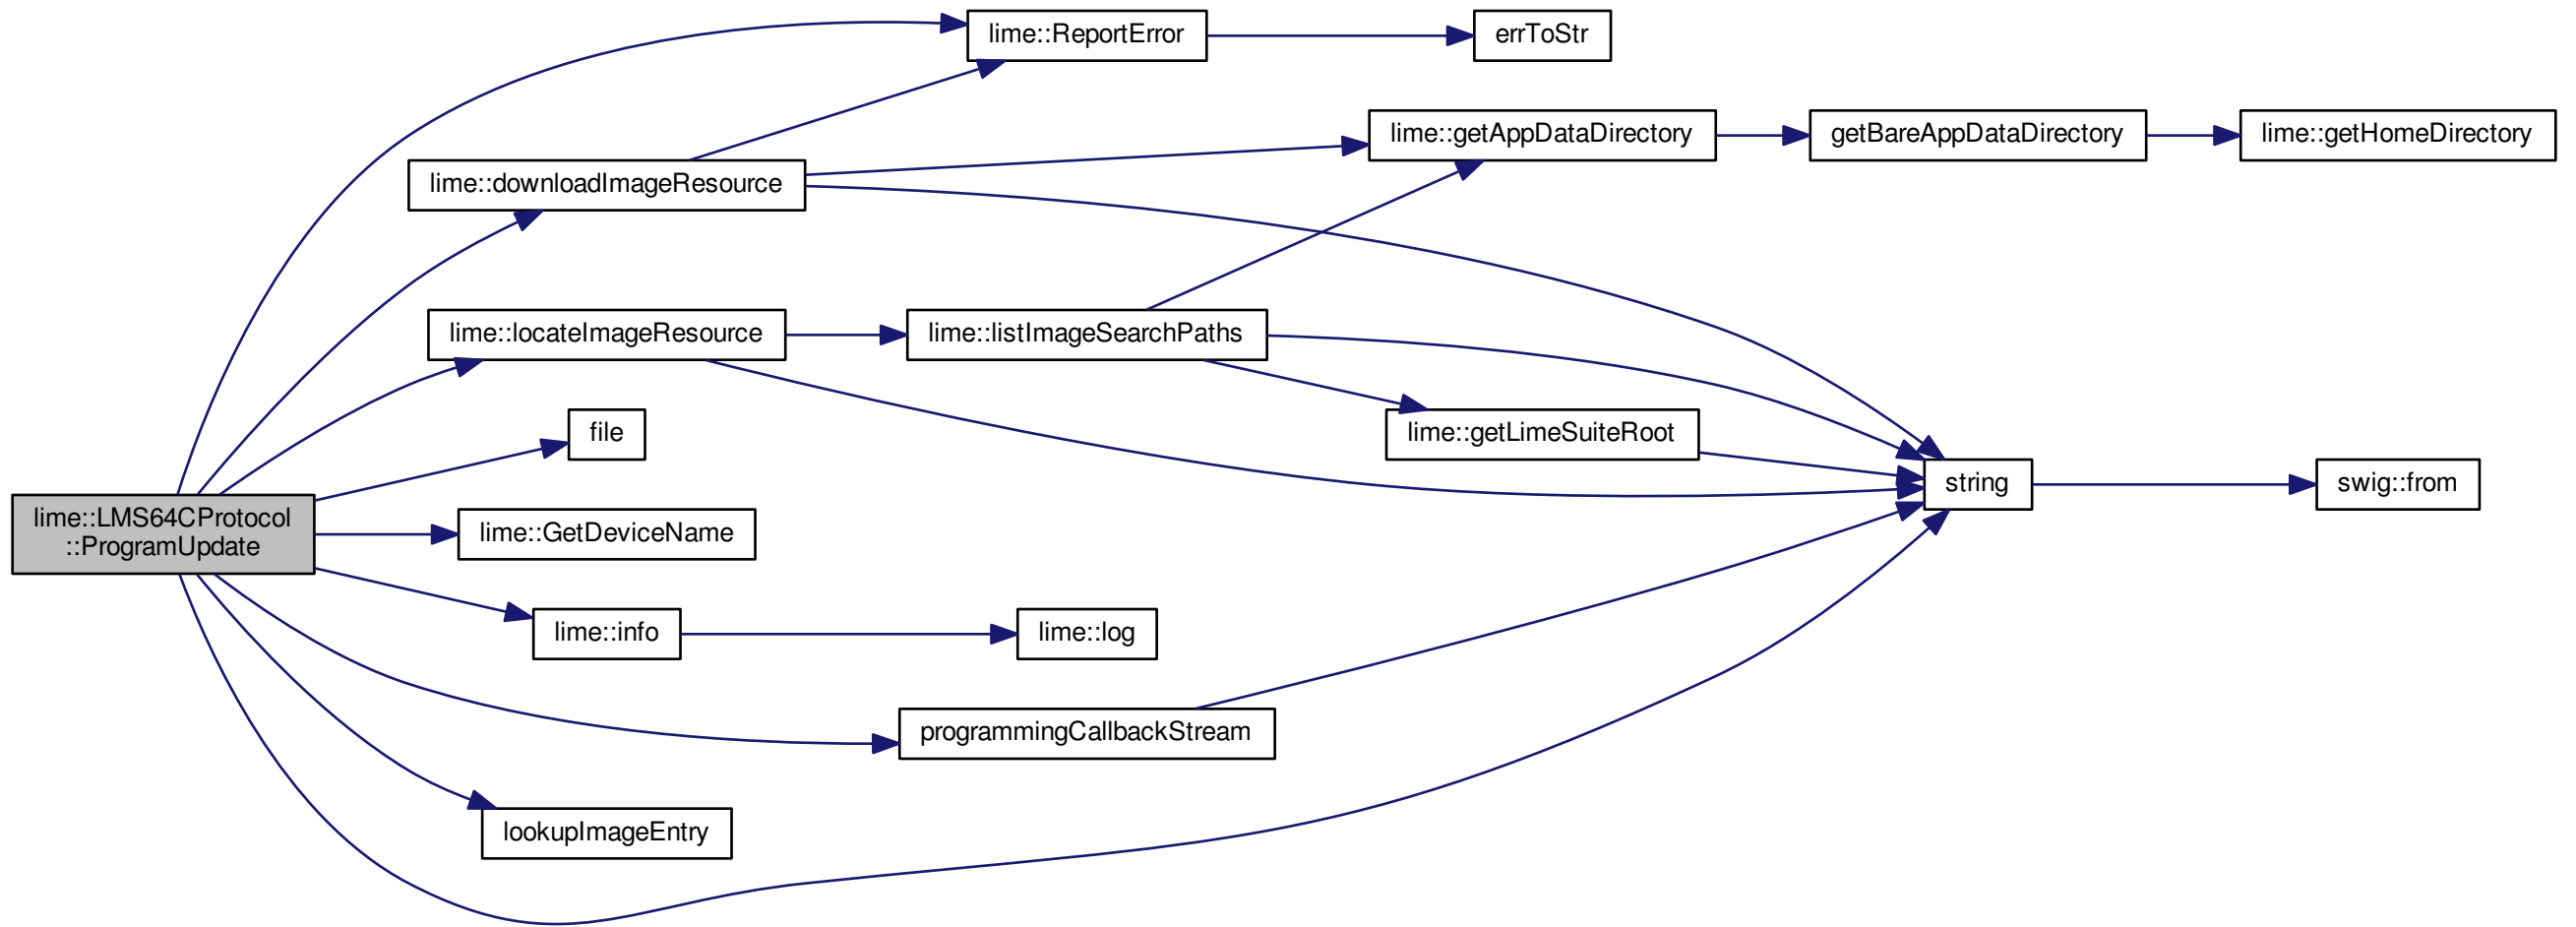 lime::ReportError
errToStr
lime::getAppDataDirectory
getBareAppDataDirectory
lime::getHomeDirectory
lime::downloadImageResource
lime::locateImageResource
lime::listImageSearchPaths
file
lime::getLimeSuiteRoot
string
swig::from
lime::LMS64CProtocol
::ProgramUpdate
lime::GetDeviceName
lime::info
lime::log
programmingCallbackStream
lookupImageEntry